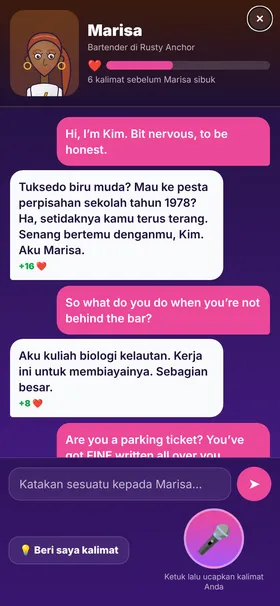 Marisa
Bartender di Rusty Anchor
6 kalimat sebelum Marisa sibuk
Hi, I'm Kim. Bit nervous, to be
honest.
Tuksedo biru muda? Mau ke pesta
perpisahan sekolah tahun 1978?
Ha, setidaknya kamu terus terang.
Senang bertemu denganmu, Kim.
Aku Marisa.
+16 ❤️
So what do you do when you're not
behind the bar?
Aku kuliah biologi kelautan. Kerja
ini untuk membiayainya. Sebagian
besar.
+8 ❤️
Are you a parking ticket? You've
got FINE written all over you
Katakan sesuatu kepada Marisa...
💡 Beri saya kalimat
Ketuk lalu ucapkan kalimat
Anda